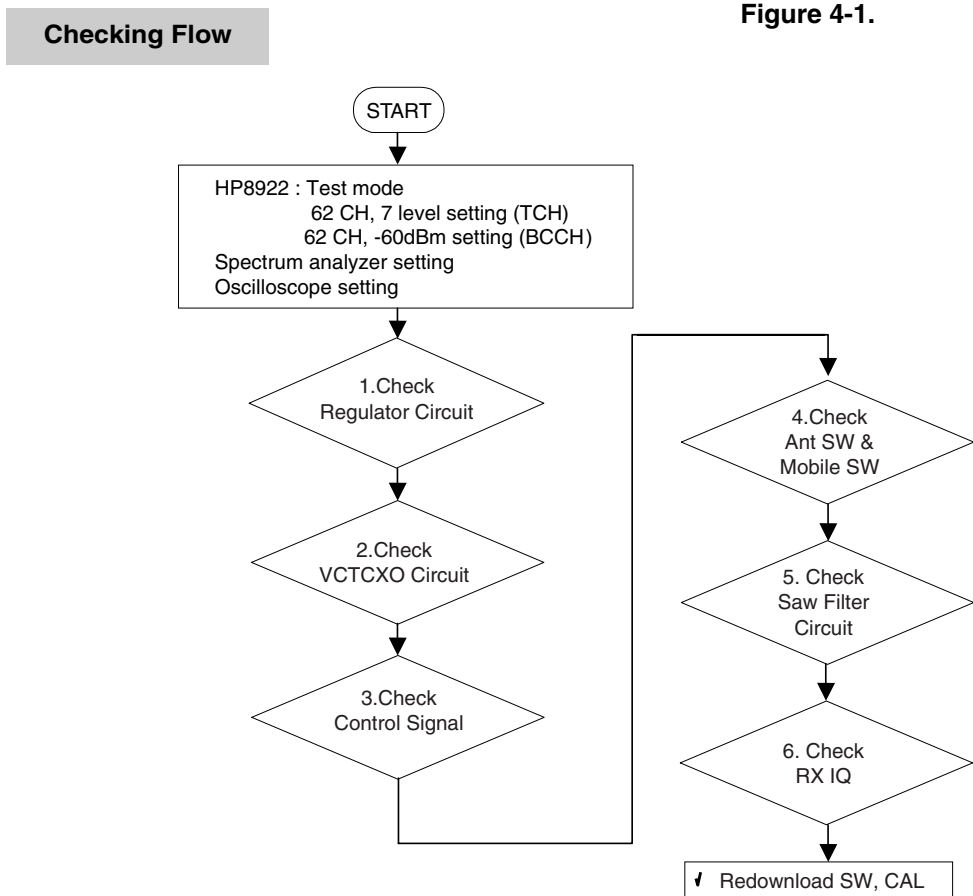 Figure 4-1.
Checking Flow
START
HP8922 : Test mode
62 CH, 7 level setting (TCH)
62 CH, -60dBm setting (BCCH)
Spectrum analyzer setting
Oscilloscope setting
1.Check
Regulator Circuit
2.Check
VCTCXO Circuit
3.Check
Control Signal
4.Check
Ant SW &
Mobile SW
5. Check
Saw Filter
Circuit
6. Check
RX IQ
Redownload SW, CAL